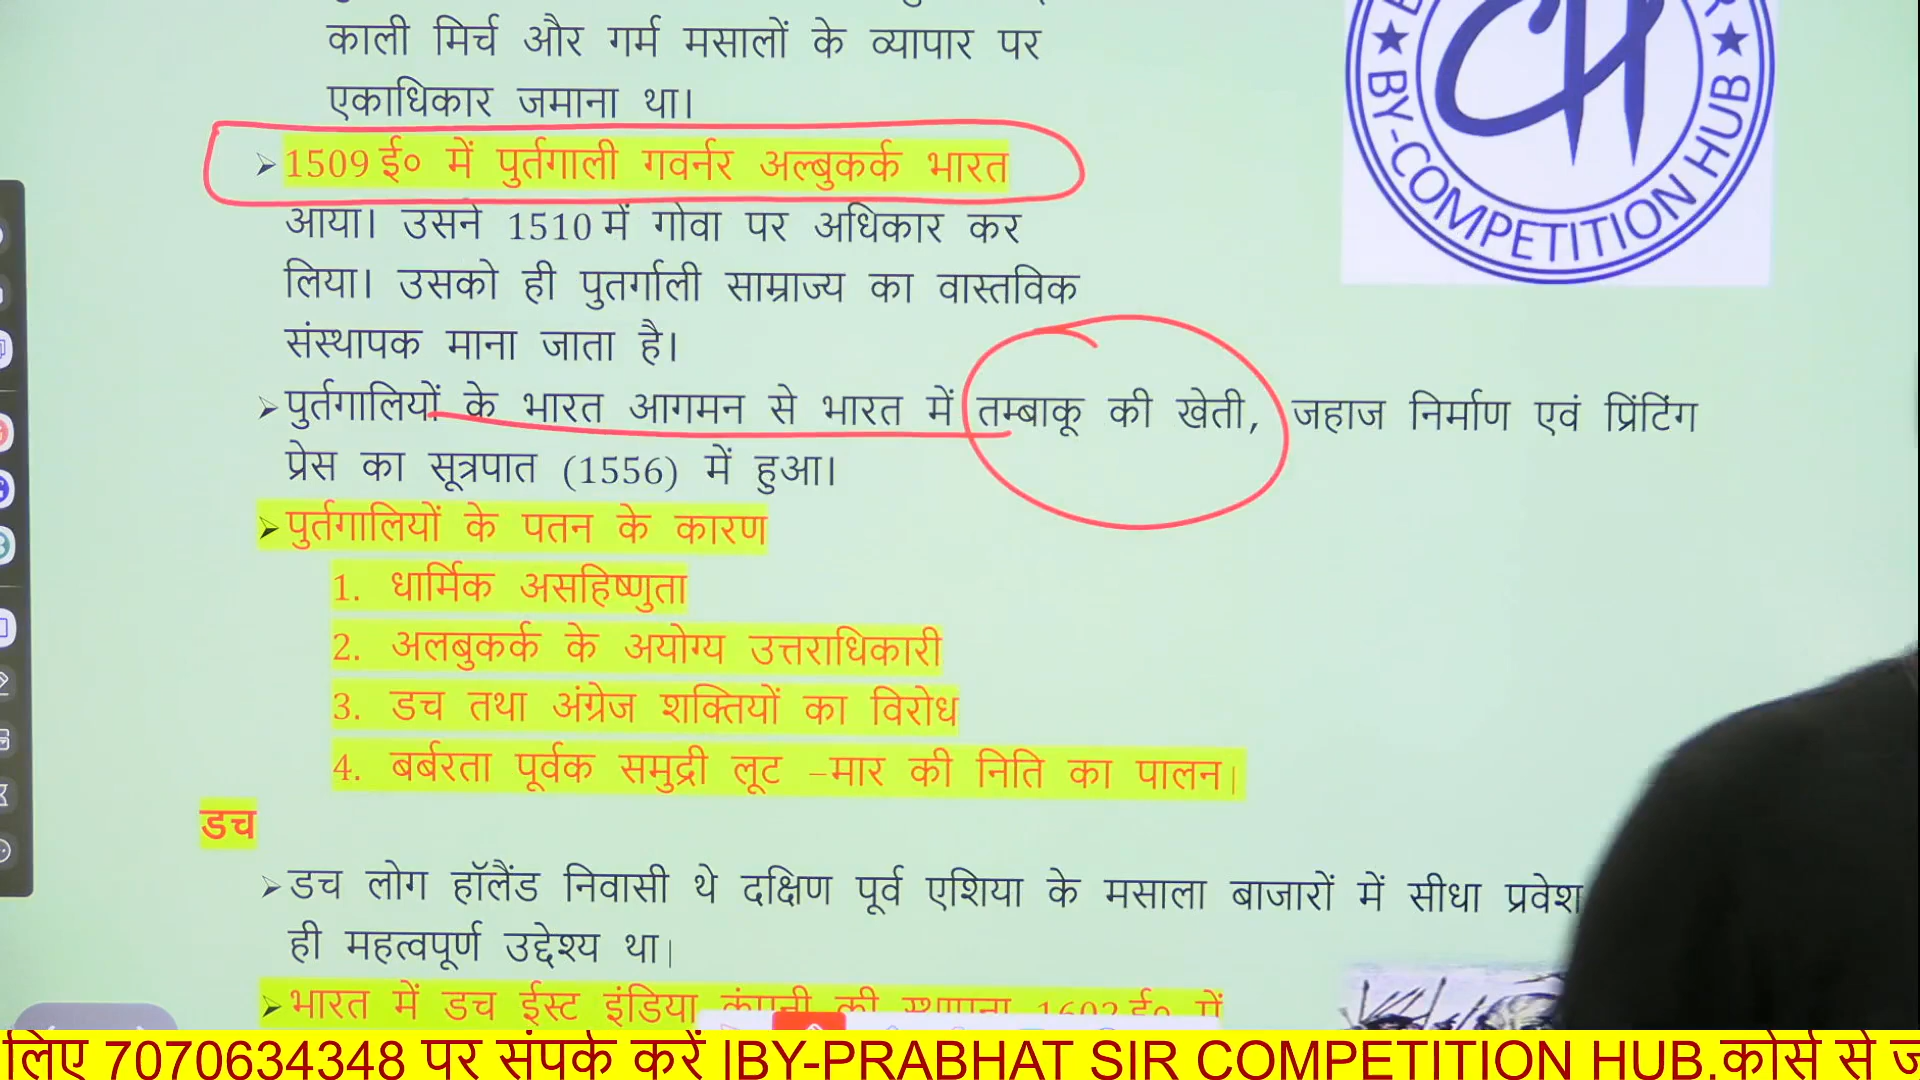 काली मिर्च और गर्म मसालों के व्यापार पर
एकाधिकार जमाना था।
BY-COMPETITION HUB
➢1509 ई० में पुर्तगाली गवर्नर अल्बुकर्क भारत
आया। उसने 1510 में गोवा पर अधिकार कर
लिया। उसको ही पुतर्गाली साम्राज्य का वास्तविक
संस्थापक माना जाता है।
➢पुर्तगालियों के भारत आगमन से भारत में तम्बाकू की खेती, जहाज निर्माण एवं प्रिंटिंग
प्रेस का सूत्रपात (1556) में हुआ।
➢पुर्तगालियों के पतन के कारण
1. धार्मिक असहिष्णुता
2. अलबुकर्क के अयोग्य उत्तराधिकारी
3. डच तथा अंग्रेज शक्तियों का विरोध
4. बर्बरता पूर्वक समुद्री लूट –मार की निति का पालन|
डच
➢डच लोग हॉलैंड निवासी थे दक्षिण पूर्व एशिया के मसाला बाजारों में सीधा प्रवेश
ही महत्वपूर्ण उद्देश्य था|
➢भारत में डच ईस्ट इंडिया कंपनी की स्थापना 1602 ई० में
लिए 7070634348 पर संपर्क करें |BY-PRABHAT SIR COMPETITION HUB.कोर्स से